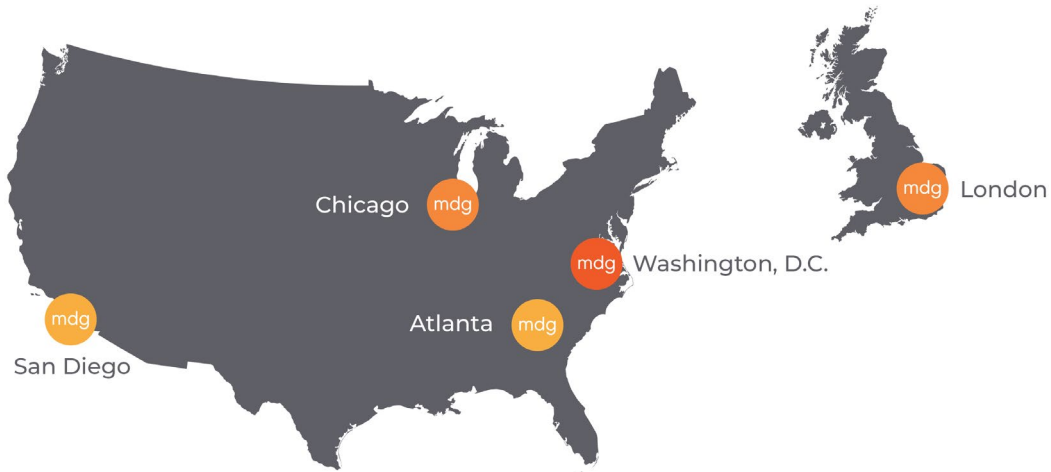 Chicago
mdg
mdg
London
mdg
Washington, D.C.
mdg
San Diego
Atlanta
mdg